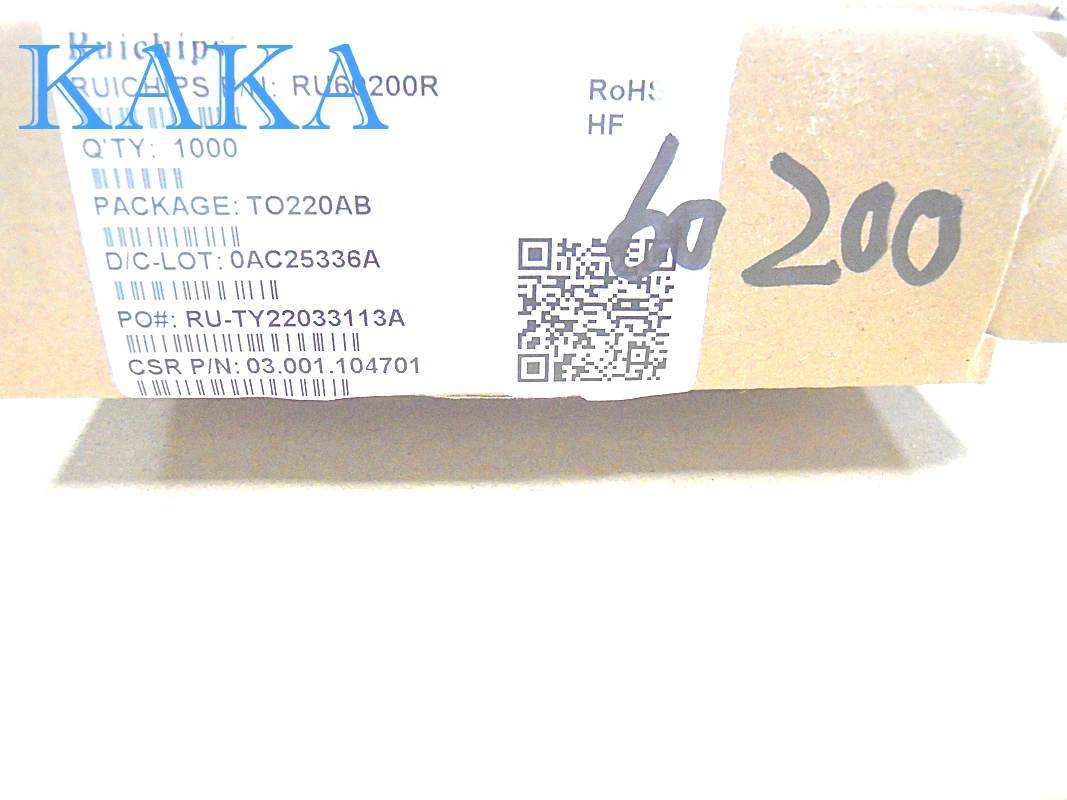 KAKA
Ruichips
RUICHIPS P/N: RU60200R
Q'TY: 1000
PACKAGE: TO220AB
D/C-LOT: 0AC25336A
PO#: RU-TY22033113A
CSR P/N: 03.001.104701
RoHS
HF
60 200